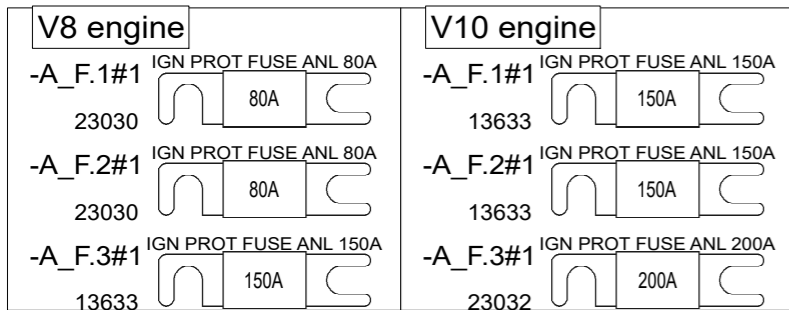 V8 engine
-A_F.1#1 IGN PROT FUSE ANL 80A
80A
23030
-A_F.2#1 IGN PROT FUSE ANL 80A
80A
23030
-A_F.3#1 IGN PROT FUSE ANL 150A
150A
13633
V10 engine
-A_F.1#1 IGN PROT FUSE ANL 150A
150A
13633
-A_F.2#1 IGN PROT FUSE ANL 150A
150A
13633
-A_F.3#1 IGN PROT FUSE ANL 200A
200A
23032